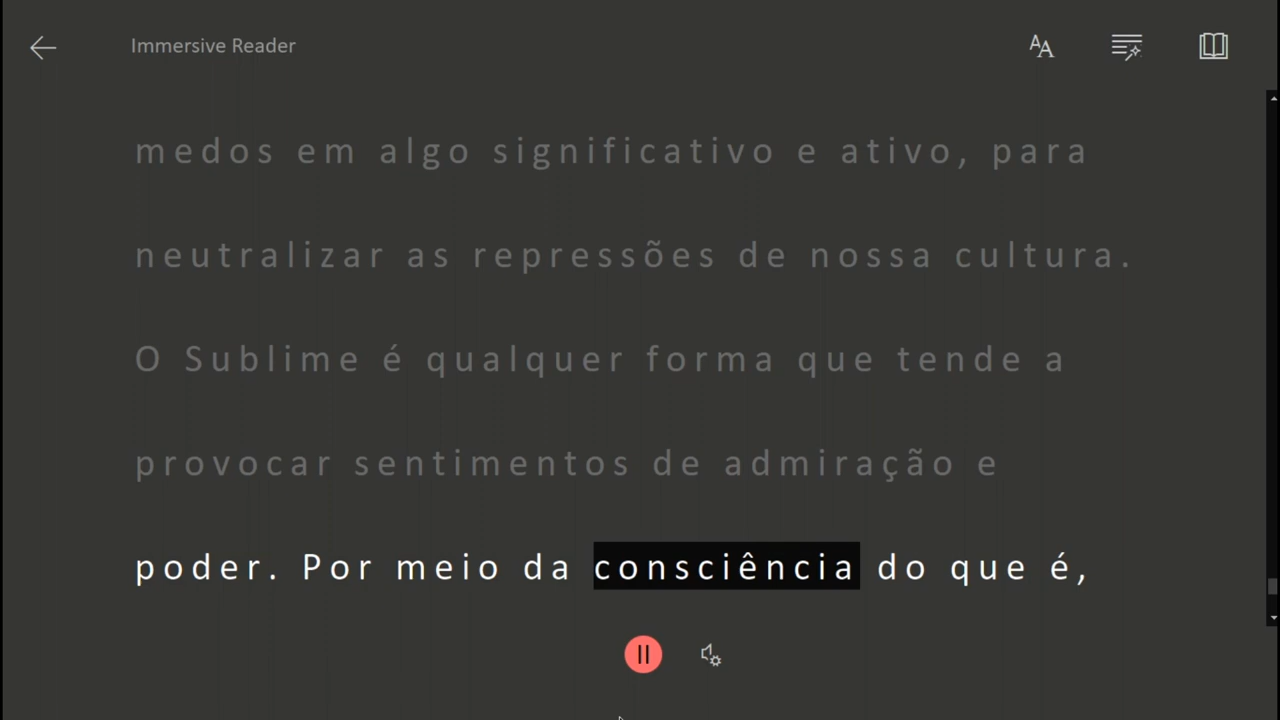 Immersive Reader
medos em algo significativo e ativo, para
neutralizar as repressões de nossa cultura.
O Sublime é qualquer forma que tende a
provocar sentimentos de admiração e
poder. Por meio da consciência do que é,